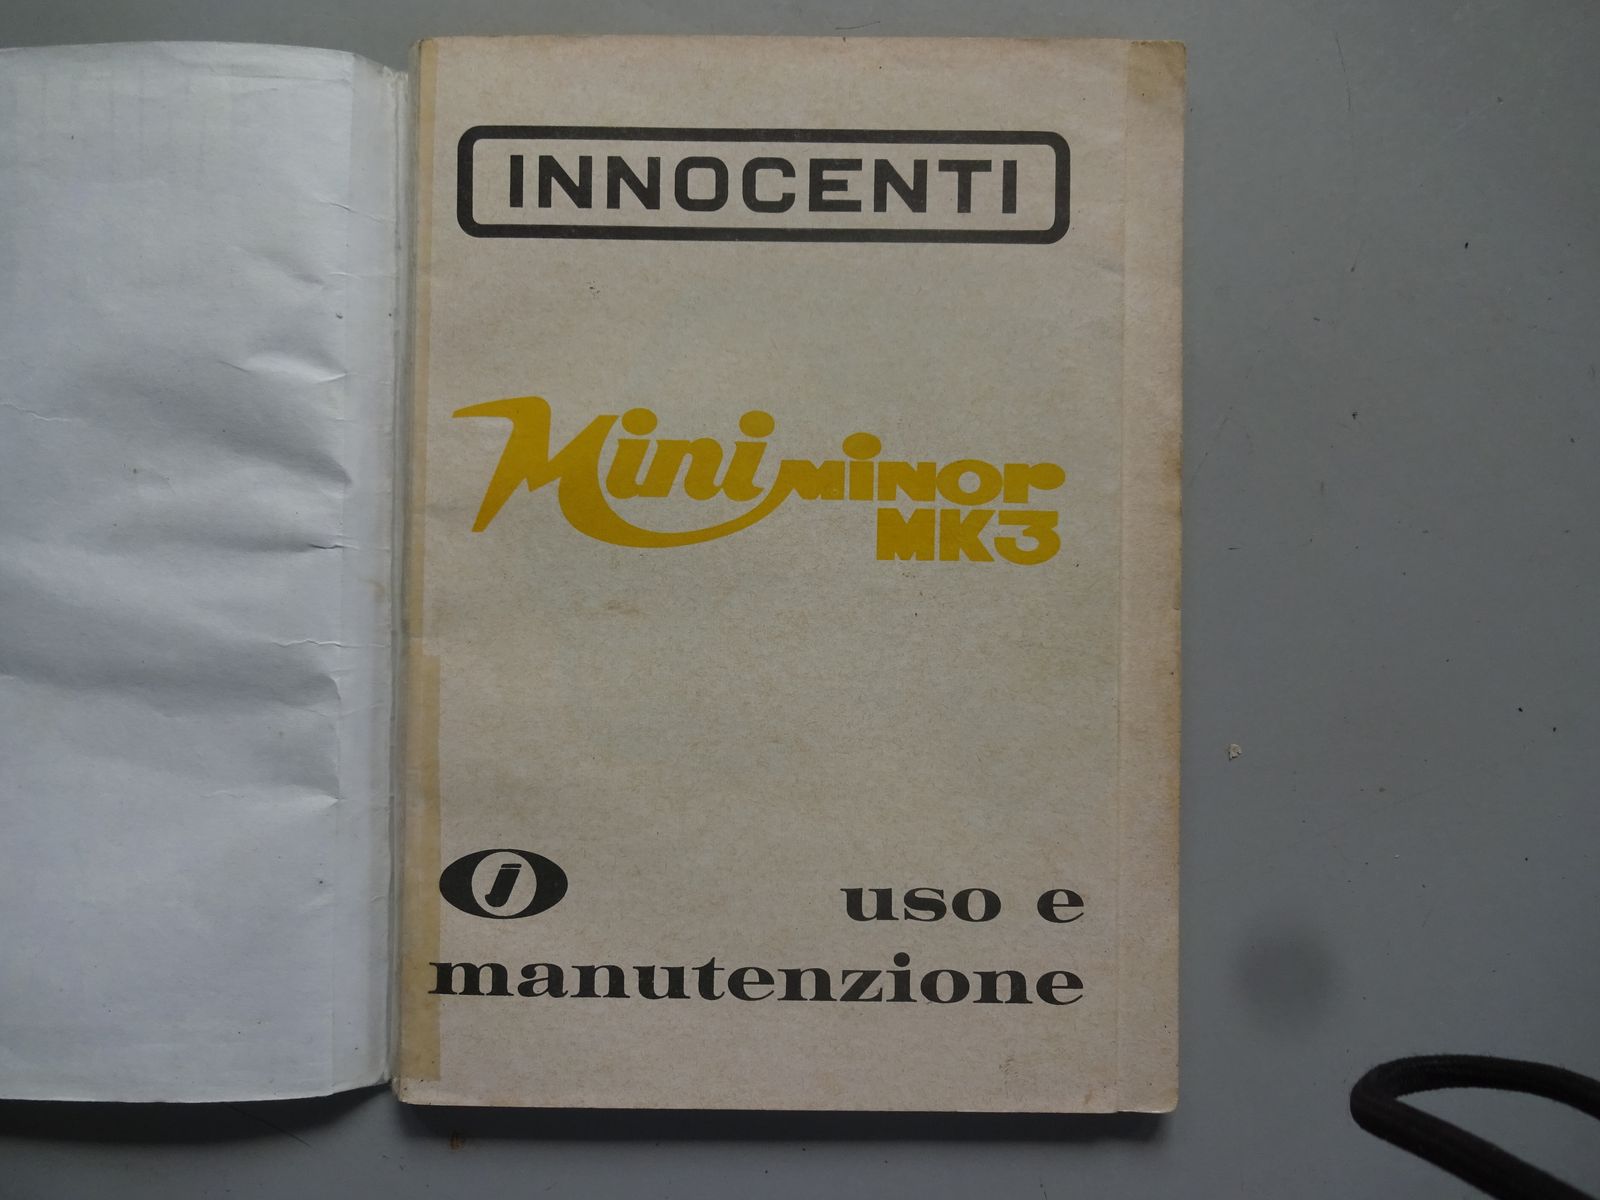 INNOCENTI
Mini MINOR
MK3
j
uso e
manutenzione